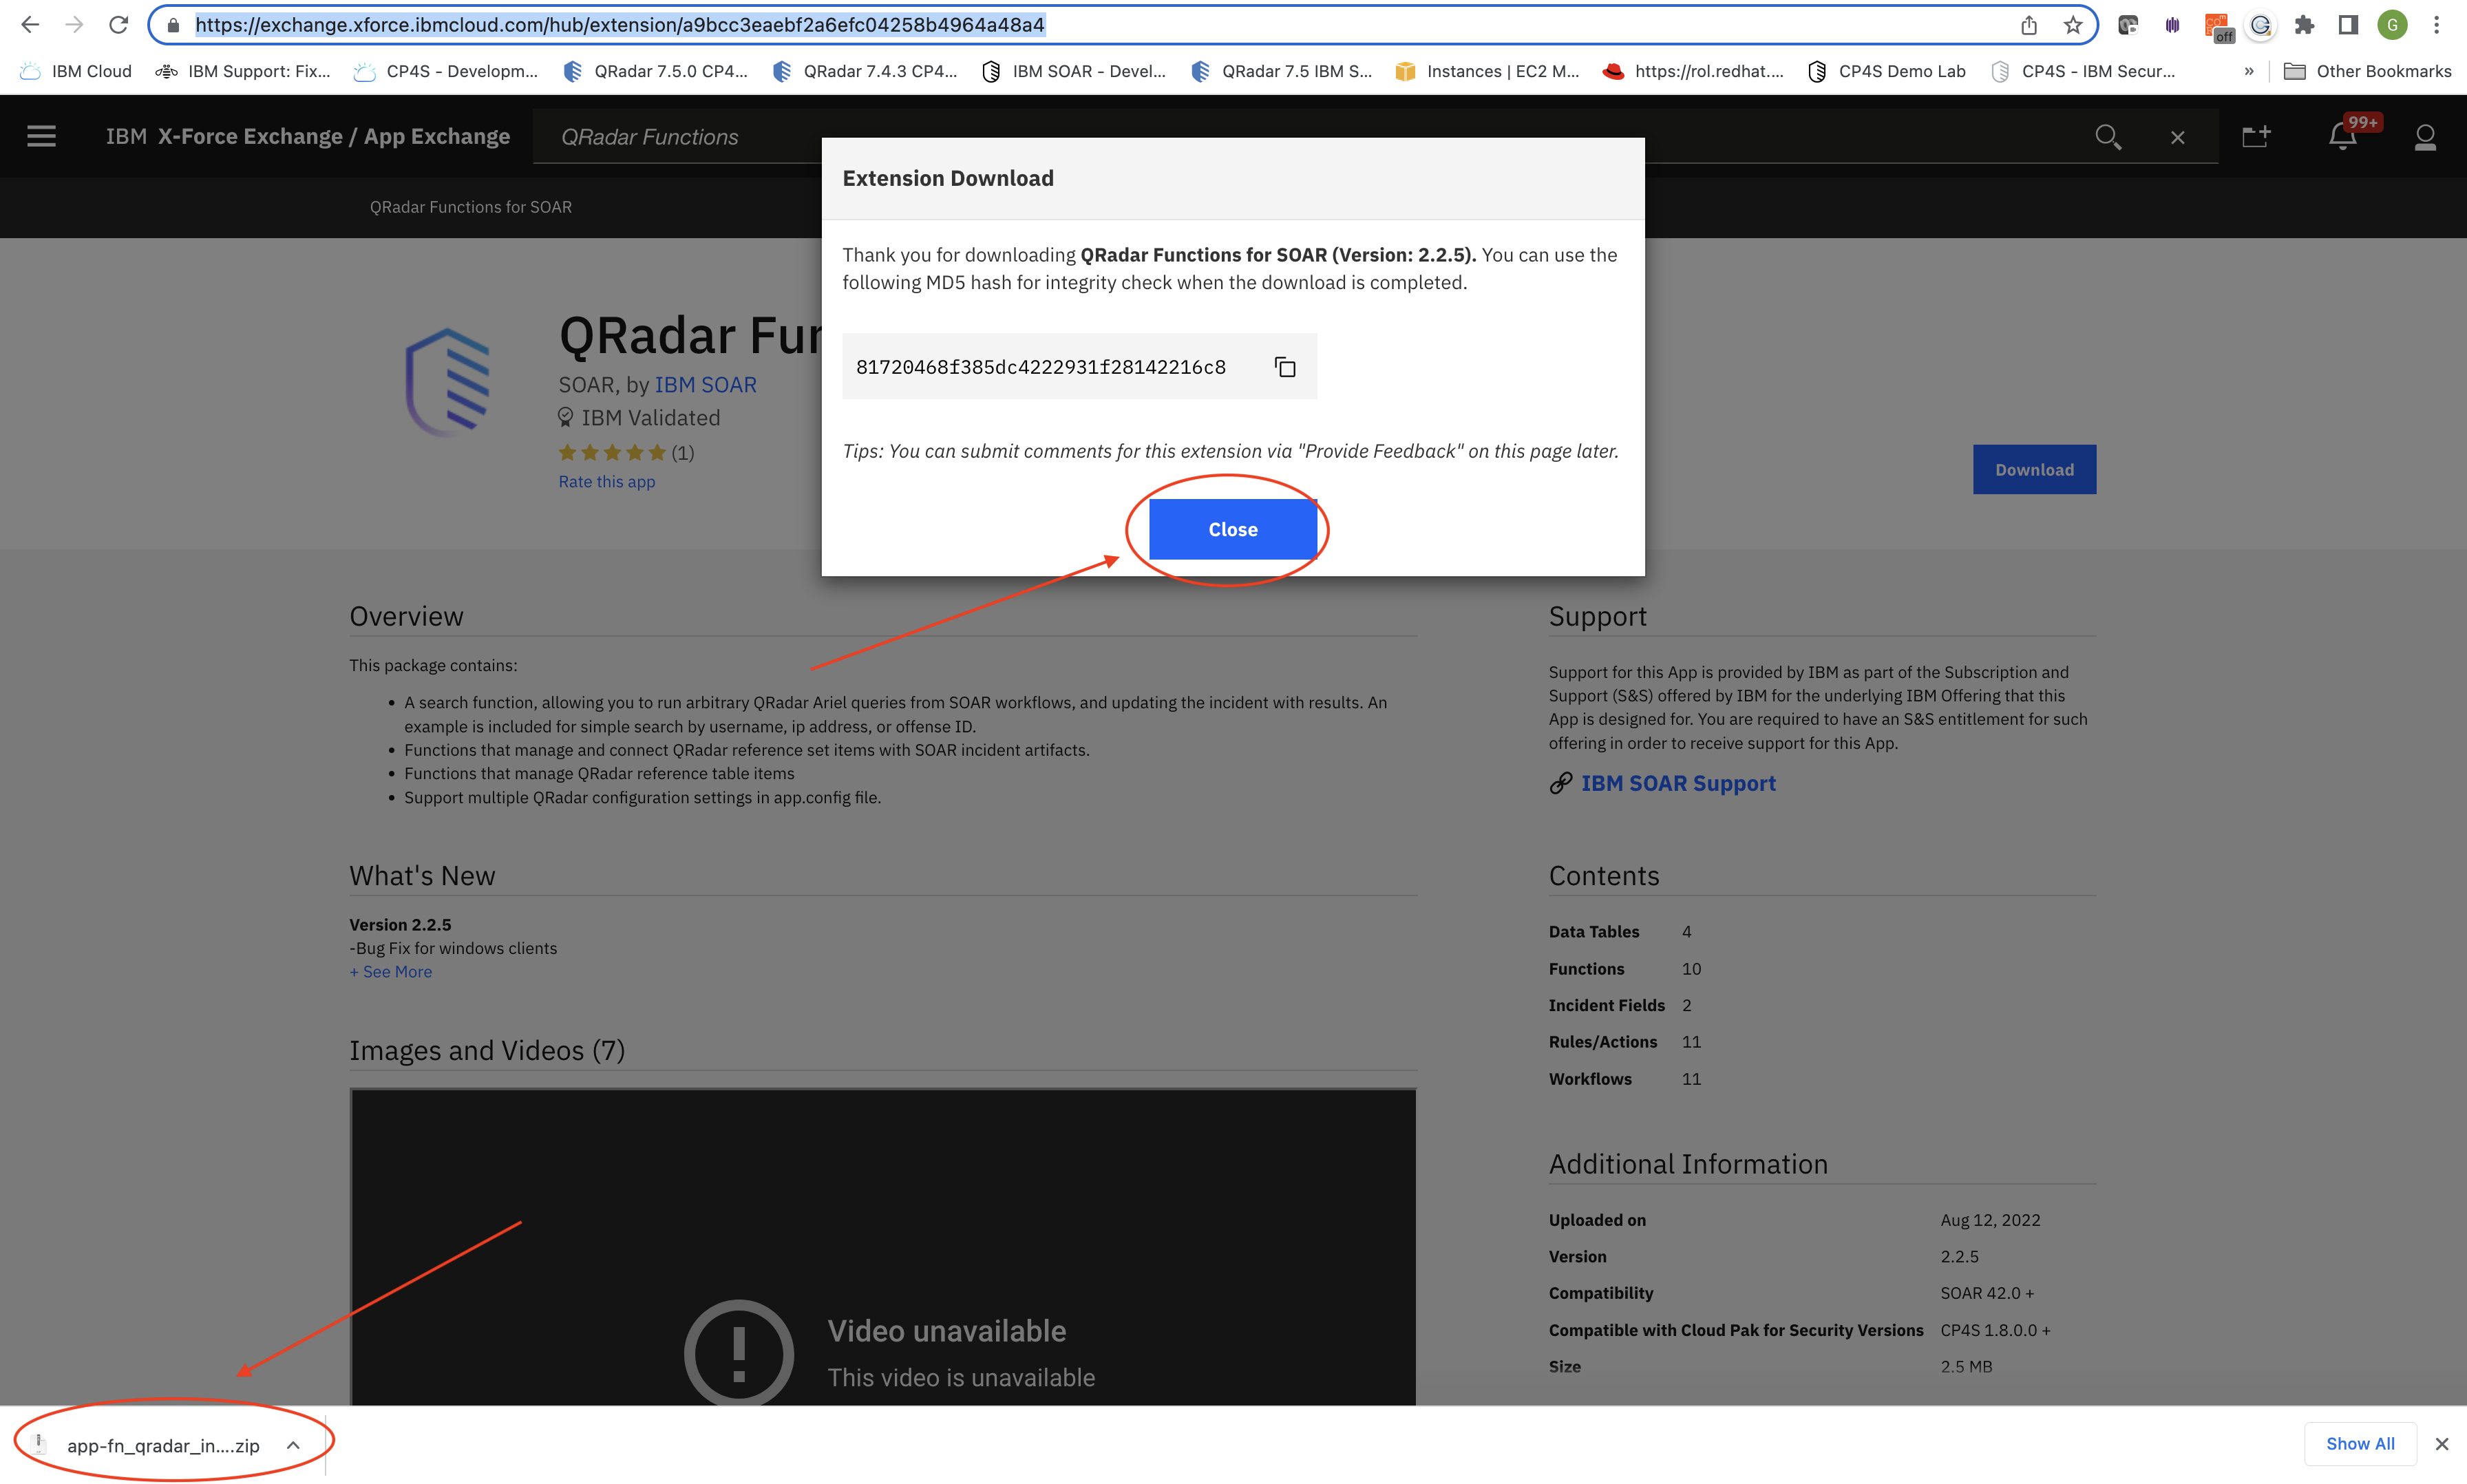 https://exchange.xforce.ibmcloud.com/hub/extension/a9bcc3eaebf2a6efc04258b4964a48a4
off
G
IBM Cloud
IBM Support: Fix...
CP4S - Developm...
QRadar 7.5.0 CP4...
QRadar 7.4.3 CP4...
IBM SOAR - Devel...
QRadar 7.5 IBM S...
Instances | EC2 M...
https://rol.redhat....
CP4S Demo Lab
CP4S - IBM Secur...
»
Other Bookmarks
IBM X-Force Exchange / App Exchange
QRadar Functions
99+
QRadar Functions for SOAR
Extension Download
Thank you for downloading QRadar Functions for SOAR (Version: 2.2.5). You can use the
following MD5 hash for integrity check when the download is completed.
81720468f385dc4222931f28142216c8
Tips: You can submit comments for this extension via "Provide Feedback" on this page later.
Close
QRadar Fun
SOAR, by IBM SOAR
IBM Validated
(1)
Rate this app
Download
Overview
This package contains:
• A search function, allowing you to run arbitrary QRadar Ariel queries from SOAR workflows, and updating the incident with results. An
example is included for simple search by username, ip address, or offense ID.
• Functions that manage and connect QRadar reference set items with SOAR incident artifacts.
• Functions that manage QRadar reference table items
• Support multiple QRadar configuration settings in app.config file.
What's New
Version 2.2.5
-Bug Fix for windows clients
+ See More
Images and Videos (7)
Video unavailable
This video is unavailable
Support
Support for this App is provided by IBM as part of the Subscription and
Support (S&S) offered by IBM for the underlying IBM Offering that this
App is designed for. You are required to have an S&S entitlement for such
offering in order to receive support for this App.
IBM SOAR Support
Contents
Data Tables 4
Functions 10
Incident Fields 2
Rules/Actions 11
Workflows 11
Additional Information
Uploaded on Aug 12, 2022
Version 2.2.5
Compatibility SOAR 42.0 +
Compatible with Cloud Pak for Security Versions CP4S 1.8.0.0 +
Size 2.5 MB
app-fn_qradar_in....zip
Show All